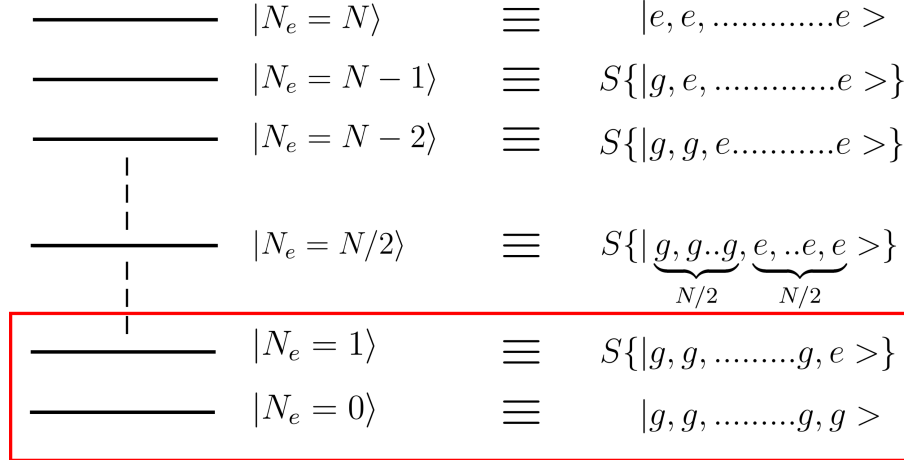 |N_e = N⟩ ≡ |e, e, .............e >
|N_e = N − 1⟩ ≡ S{|g, e, .............e >}
|N_e = N − 2⟩ ≡ S{|g, g, e...........e >}
|N_e = N/2⟩ ≡ S{| g, g..g, e, ..e, e >}
N/2 N/2
|N_e = 1⟩ ≡ S{|g, g, .........g, e >}
|N_e = 0⟩ ≡ |g, g, .........g, g >